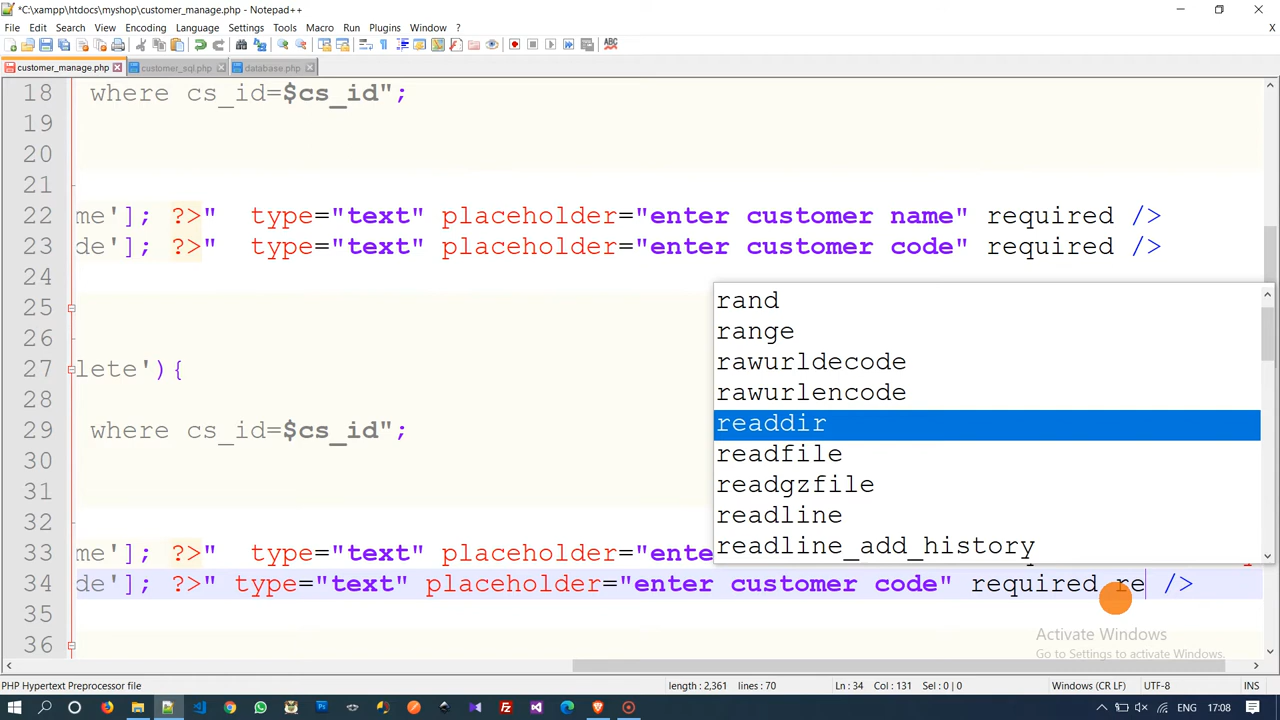 *C:\xampp\htdocs\myshop\customer_manage.php - Notepad++
File Edit Search View Encoding Language Settings Tools Macro Run Plugins Window ? X
customer_manage.php customer_sql.php database.php
18 where cs_id=$cs_id";
19
20
21
22 me']; ?>" type="text" placeholder="enter customer name" required />
23 de']; ?>" type="text" placeholder="enter customer code" required />
24
25
26
27 lete'){
28
29 where cs_id=$cs_id";
30
31
32
33 me']; ?>" type="text" placeholder="ente
34 de']; ?>" type="text" placeholder="enter customer code" required re />
35
36
rand
range
rawurldecode
rawurlencode
readdir
readfile
readgzfile
readline
readline_add_history
Activate Windows
Go to Settings to activate Windows.
PHP Hypertext Preprocessor file length : 2,361 lines : 70 Ln : 34 Col : 131 Sel : 0 | 0 Windows (CR LF) UTF-8 INS
ENG 17:08